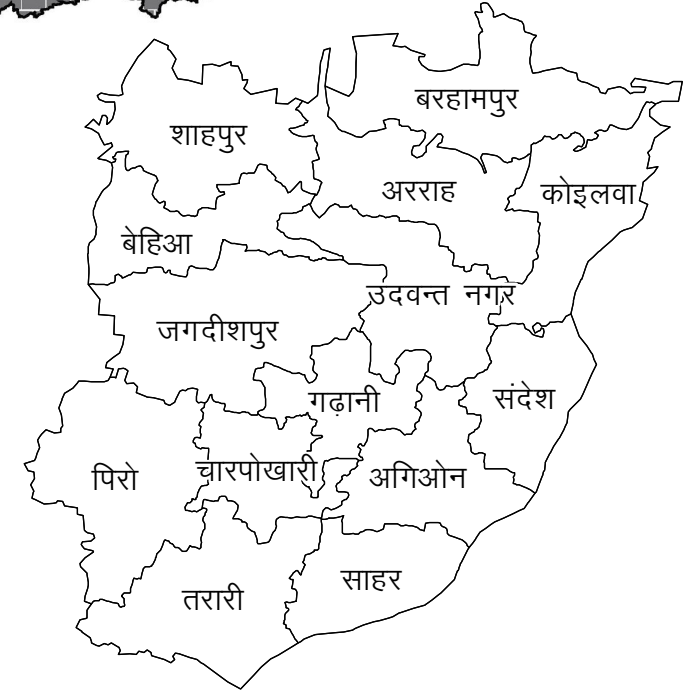 बरहामपुर
शाहपुर
अरराह
कोइलवा
बेहिआ
उदवन्त नगर
जगदीशपुर
गढ़ानी
संदेश
चारपोखारी
अगिओन
पिरो
साहर
तरारी